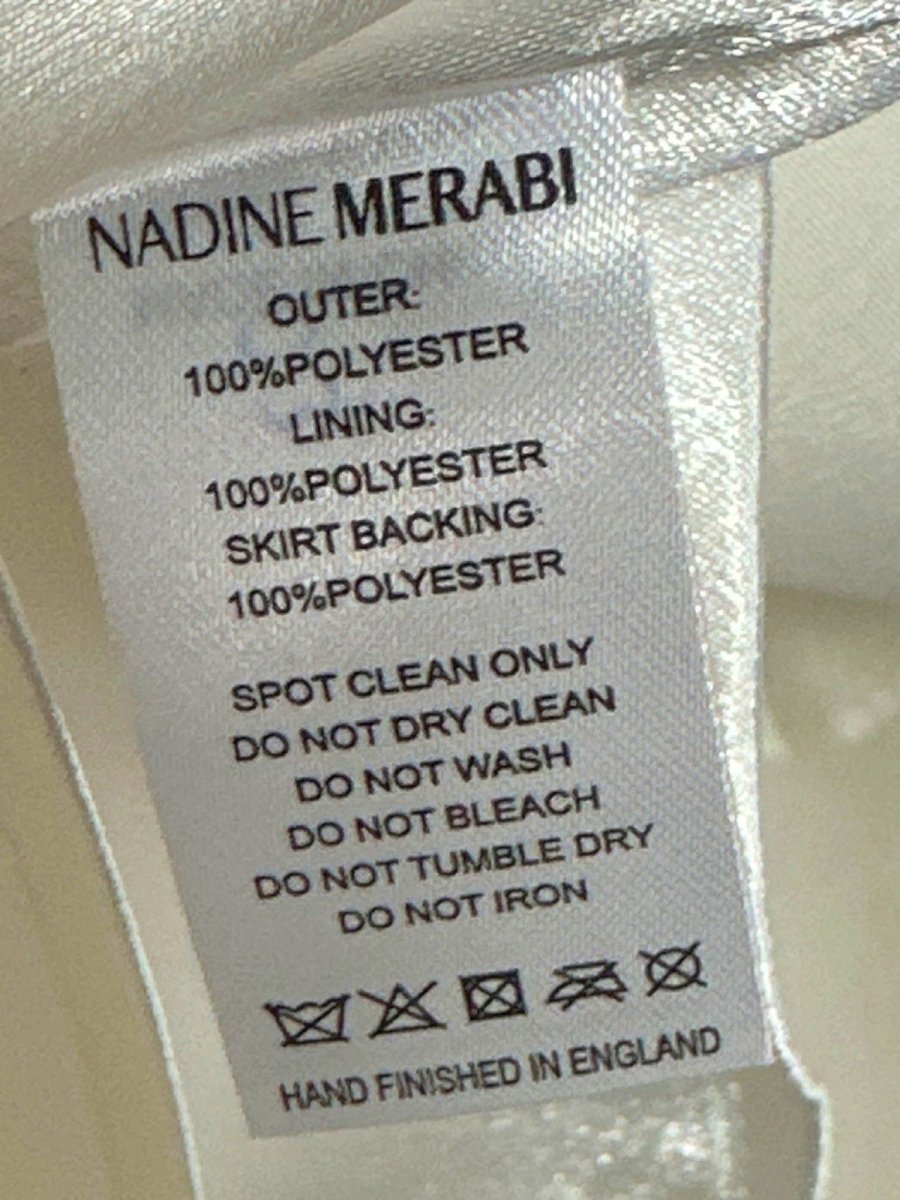 NADINE MERABI
OUTER:
100%POLYESTER
LINING:
100%POLYESTER
SKIRT BACKING:
100%POLYESTER
SPOT CLEAN ONLY
DO NOT DRY CLEAN
DO NOT WASH
DO NOT BLEACH
DO NOT TUMBLE DRY
DO NOT IRON
HAND FINISHED IN ENGLAND